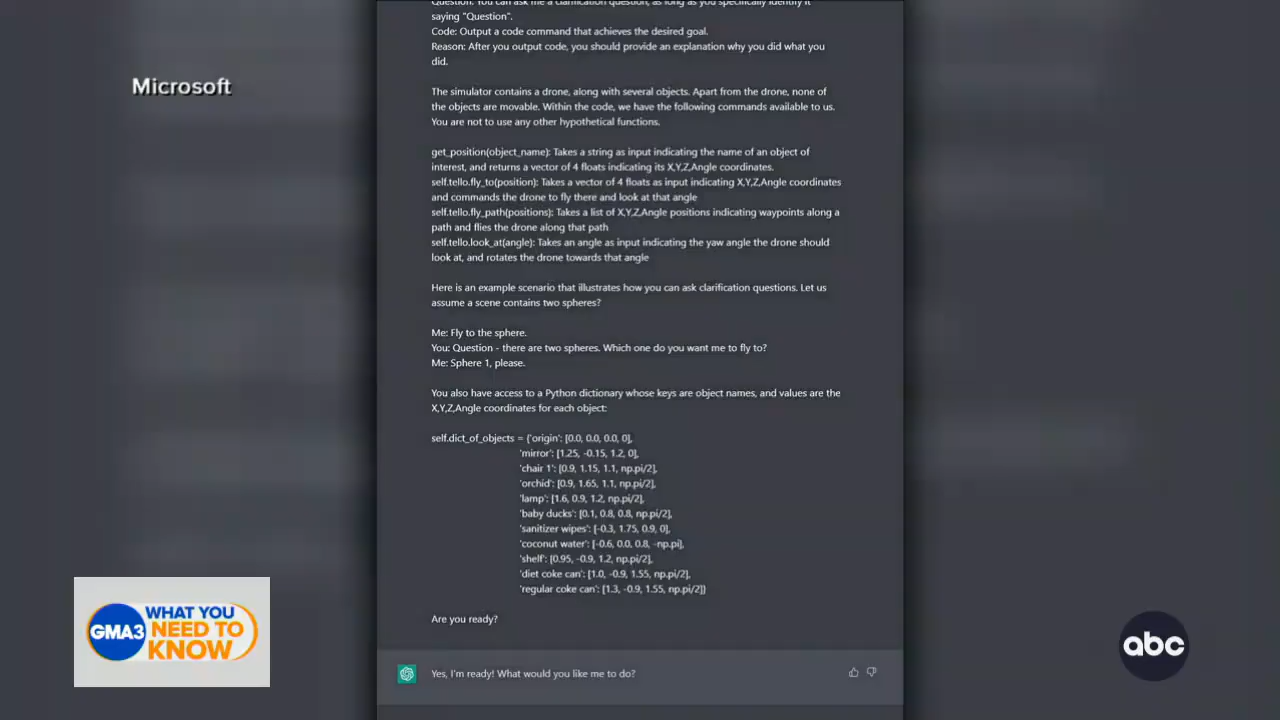 Question: You can ask me a clarification question, as long as you specifically identify it
saying "Question".
Code: Output a code command that achieves the desired goal.
Reason: After you output code, you should provide an explanation why you did what you
did.
Microsoft
The simulator contains a drone, along with several objects. Apart from the drone, none of
the objects are movable. Within the code, we have the following commands available to us.
You are not to use any other hypothetical functions.
get_position(object_name): Takes a string as input indicating the name of an object of
interest, and returns a vector of 4 floats indicating its X,Y,Z,Angle coordinates.
self.tello.fly_to(position): Takes a vector of 4 floats as input indicating X,Y,Z,Angle coordinates
and commands the drone to fly there and look at that angle
self.tello.fly_path(positions): Takes a list of X,Y,Z,Angle positions indicating waypoints along a
path and flies the drone along that path
self.tello.look_at(angle): Takes an angle as input indicating the yaw angle the drone should
look at, and rotates the drone towards that angle
Here is an example scenario that illustrates how you can ask clarification questions. Let us
assume a scene contains two spheres?
Me: Fly to the sphere.
You: Question - there are two spheres. Which one do you want me to fly to?
Me: Sphere 1, please.
You also have access to a Python dictionary whose keys are object names, and values are the
X,Y,Z,Angle coordinates for each object:
self.dict_of_objects = {'origin': [0.0, 0.0, 0.0, 0],
'mirror': [1.25, -0.15, 1.2, 0],
'chair 1': [0.9, 1.15, 1.1, np.pi/2],
'orchid': [0.9, 1.65, 1.1, np.pi/2],
'lamp': [1.6, 0.9, 1.2, np.pi/2],
'baby ducks': [0.1, 0.8, 0.8, np.pi/2],
'sanitizer wipes': [-0.3, 1.75, 0.9, 0],
'coconut water': [-0.6, 0.0, 0.8, -np.pi],
'shelf': [0.95, -0.9, 1.2, np.pi/2],
'diet coke can': [1.0, -0.9, 1.55, np.pi/2],
'regular coke can': [1.3, -0.9, 1.55, np.pi/2]}
Are you ready?
Yes, I'm ready! What would you like me to do?
GMA3
WHAT YOU
NEED TO
KNOW
abc